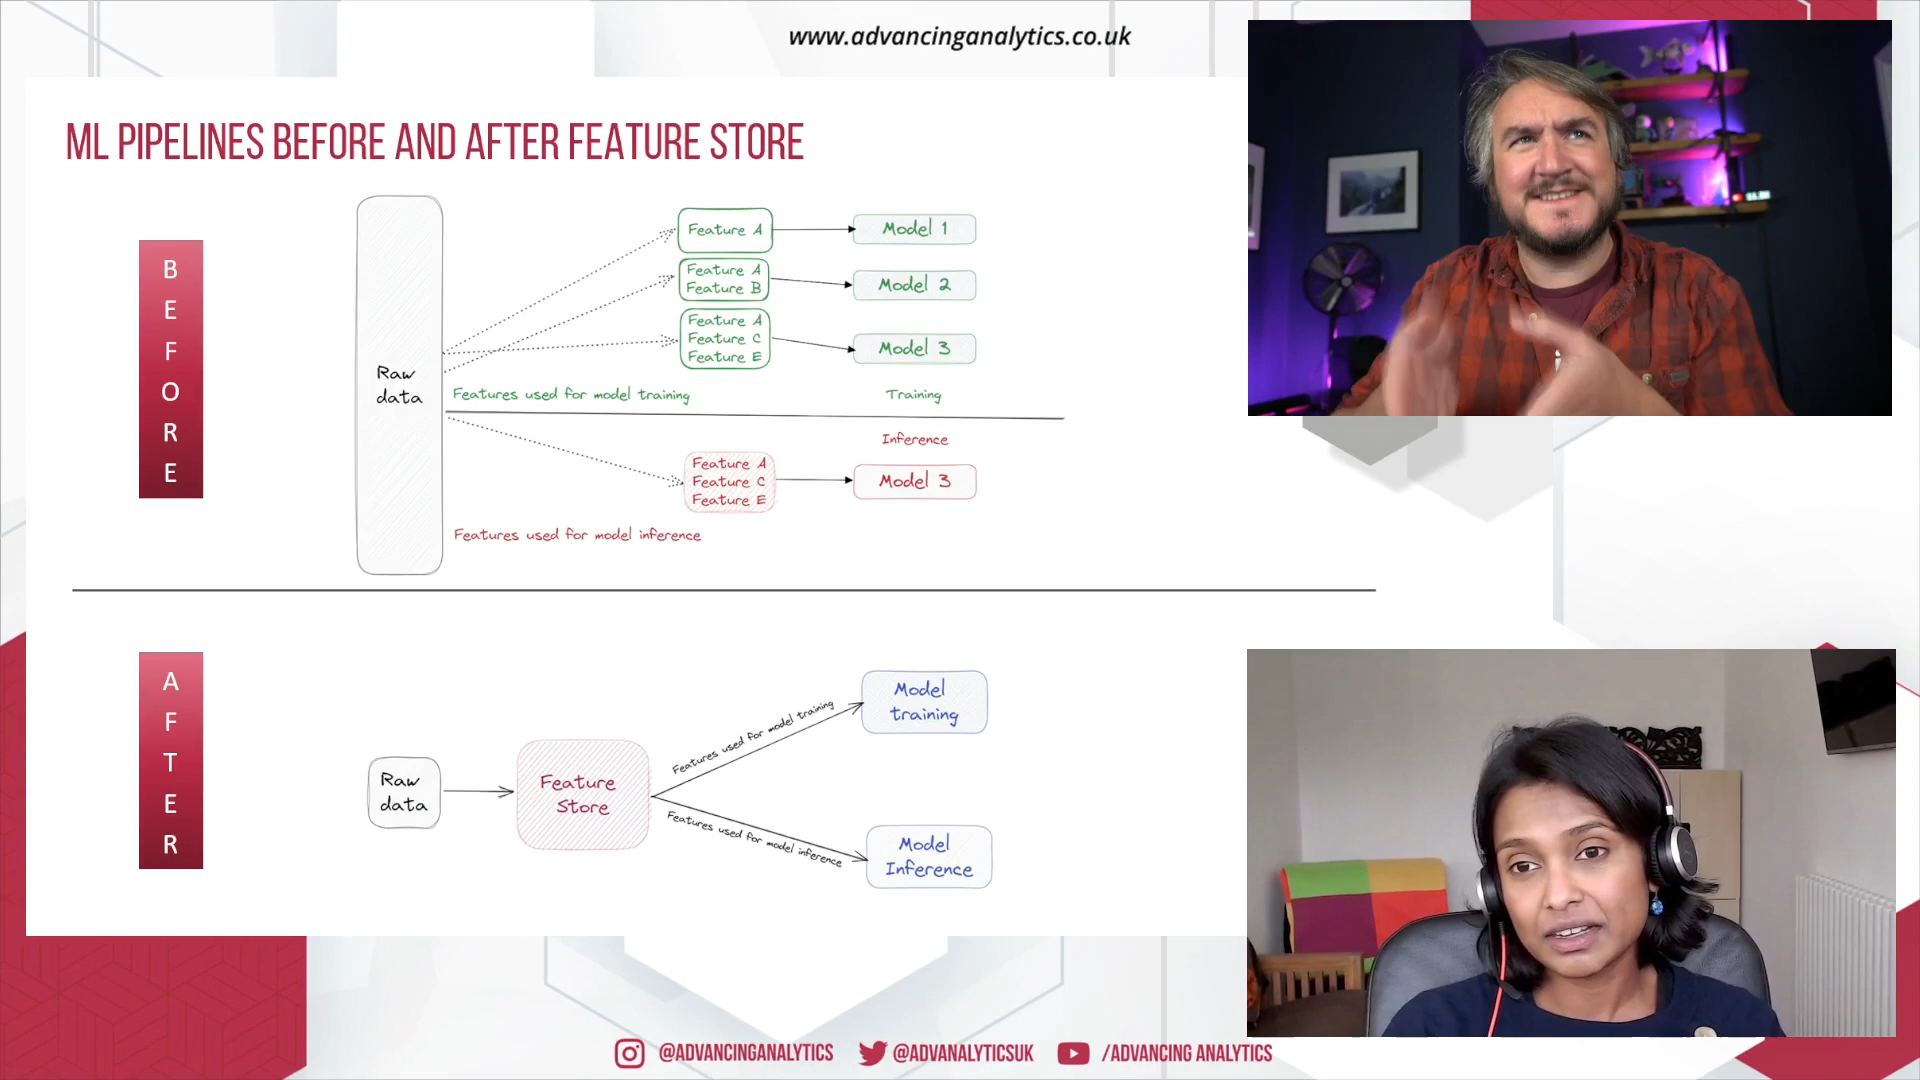 www.advancinganalytics.co.uk
ML PIPELINES BEFORE AND AFTER FEATURE STORE
BEFORE
Raw
data
Feature A
Model 1
Feature A
Feature B
Model 2
Feature A
Feature C
Feature E
Model 3
Features used for model training
Training
Inference
Feature A
Feature C
Feature E
Model 3
Features used for model inference
AFTER
Raw
data
Feature
Store
Features used for model training
Model
training
Features used for model inference
Model
Inference
@ADVANCINGANALYTICS
@ADVANALYTICSUK
/ADVANCING ANALYTICS